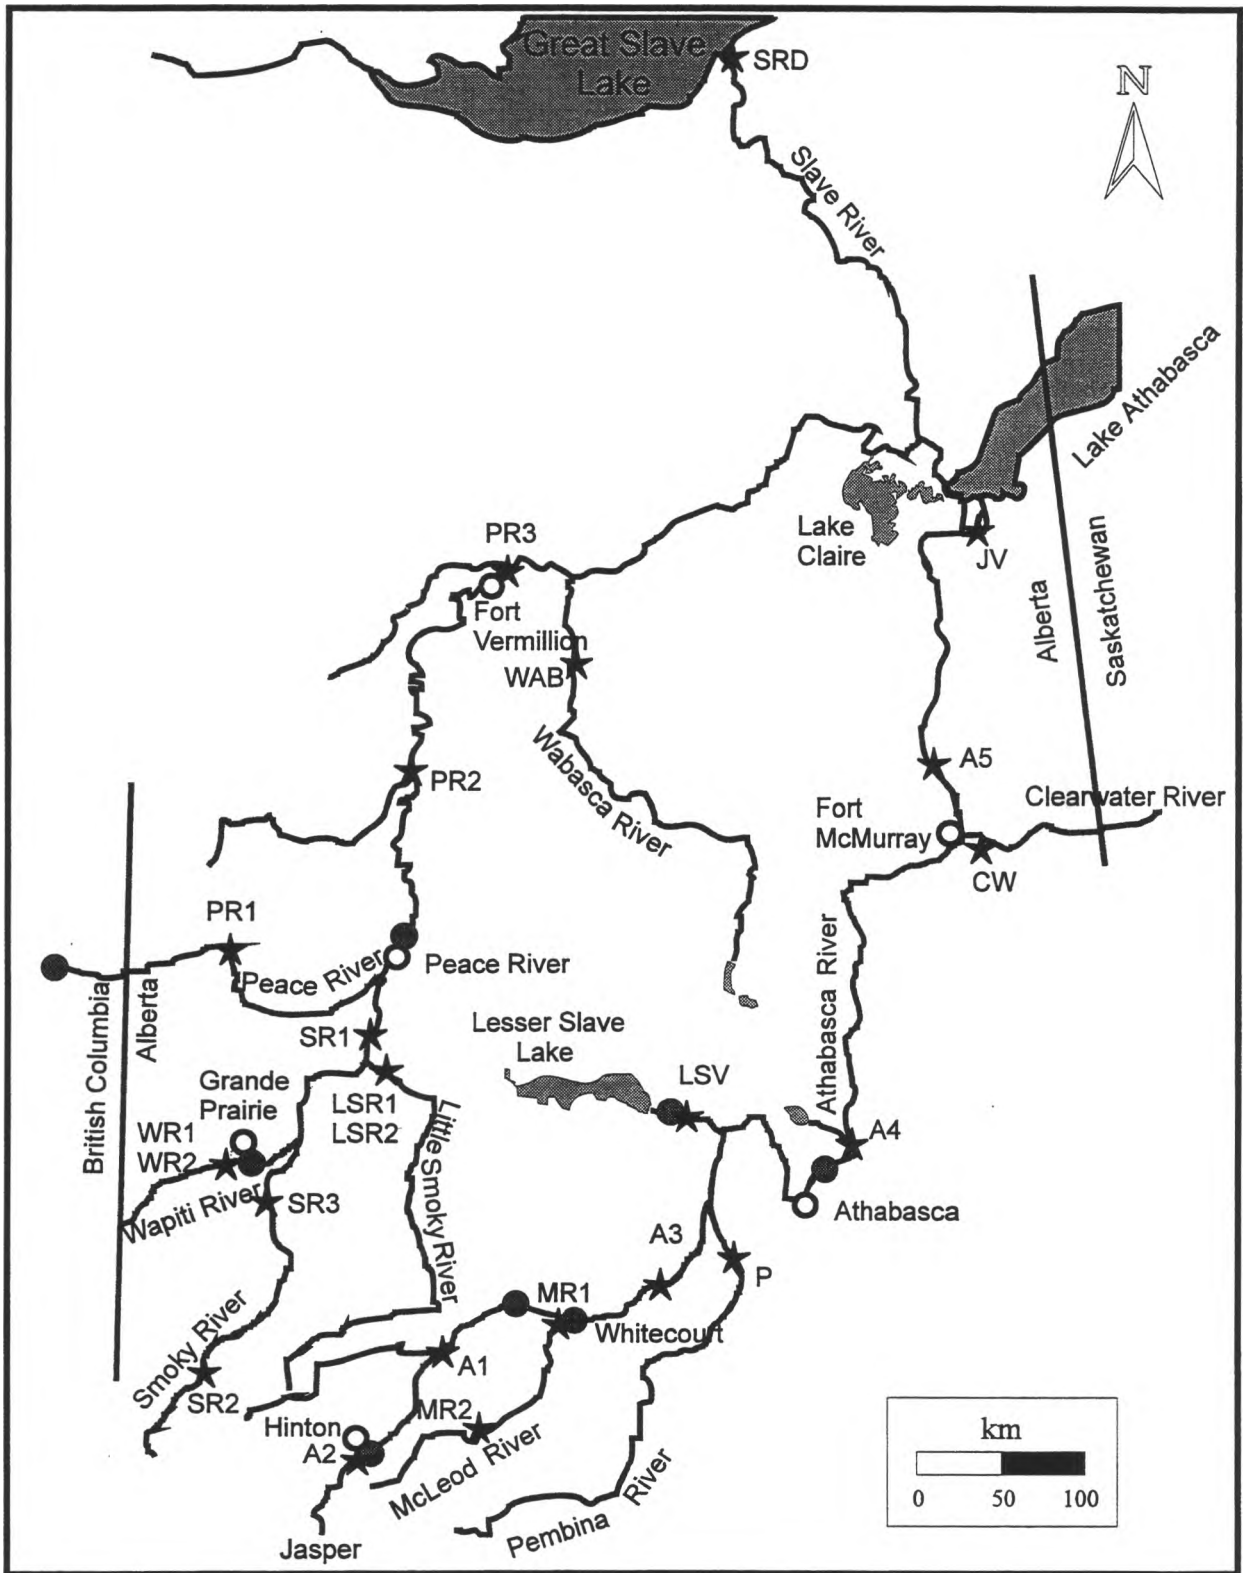 Great Slave
Lake
SRD
N
Slave River
Lake Athabasca
Lake
Claire
JV
Alberta
Saskatchewan
PR3
Fort
Vermillion
WAB
Wabasca River
PR2
A5
Clearwater River
Fort
McMurray
CW
PR1
Peace River
Peace River
British Columbia
Alberta
SR1
Lesser Slave
Lake
LSV
Athabasca River
Grande
Prairie
LSR1
LSR2
Little Smoky River
WR1
WR2
A4
Wapiti River
SR3
Athabasca
A3
P
MR1
Whitecourt
Smoky River
SR2
A1
MR2
Hinton
A2
McLeod River
Pembina River
Jasper
km
0 50 100